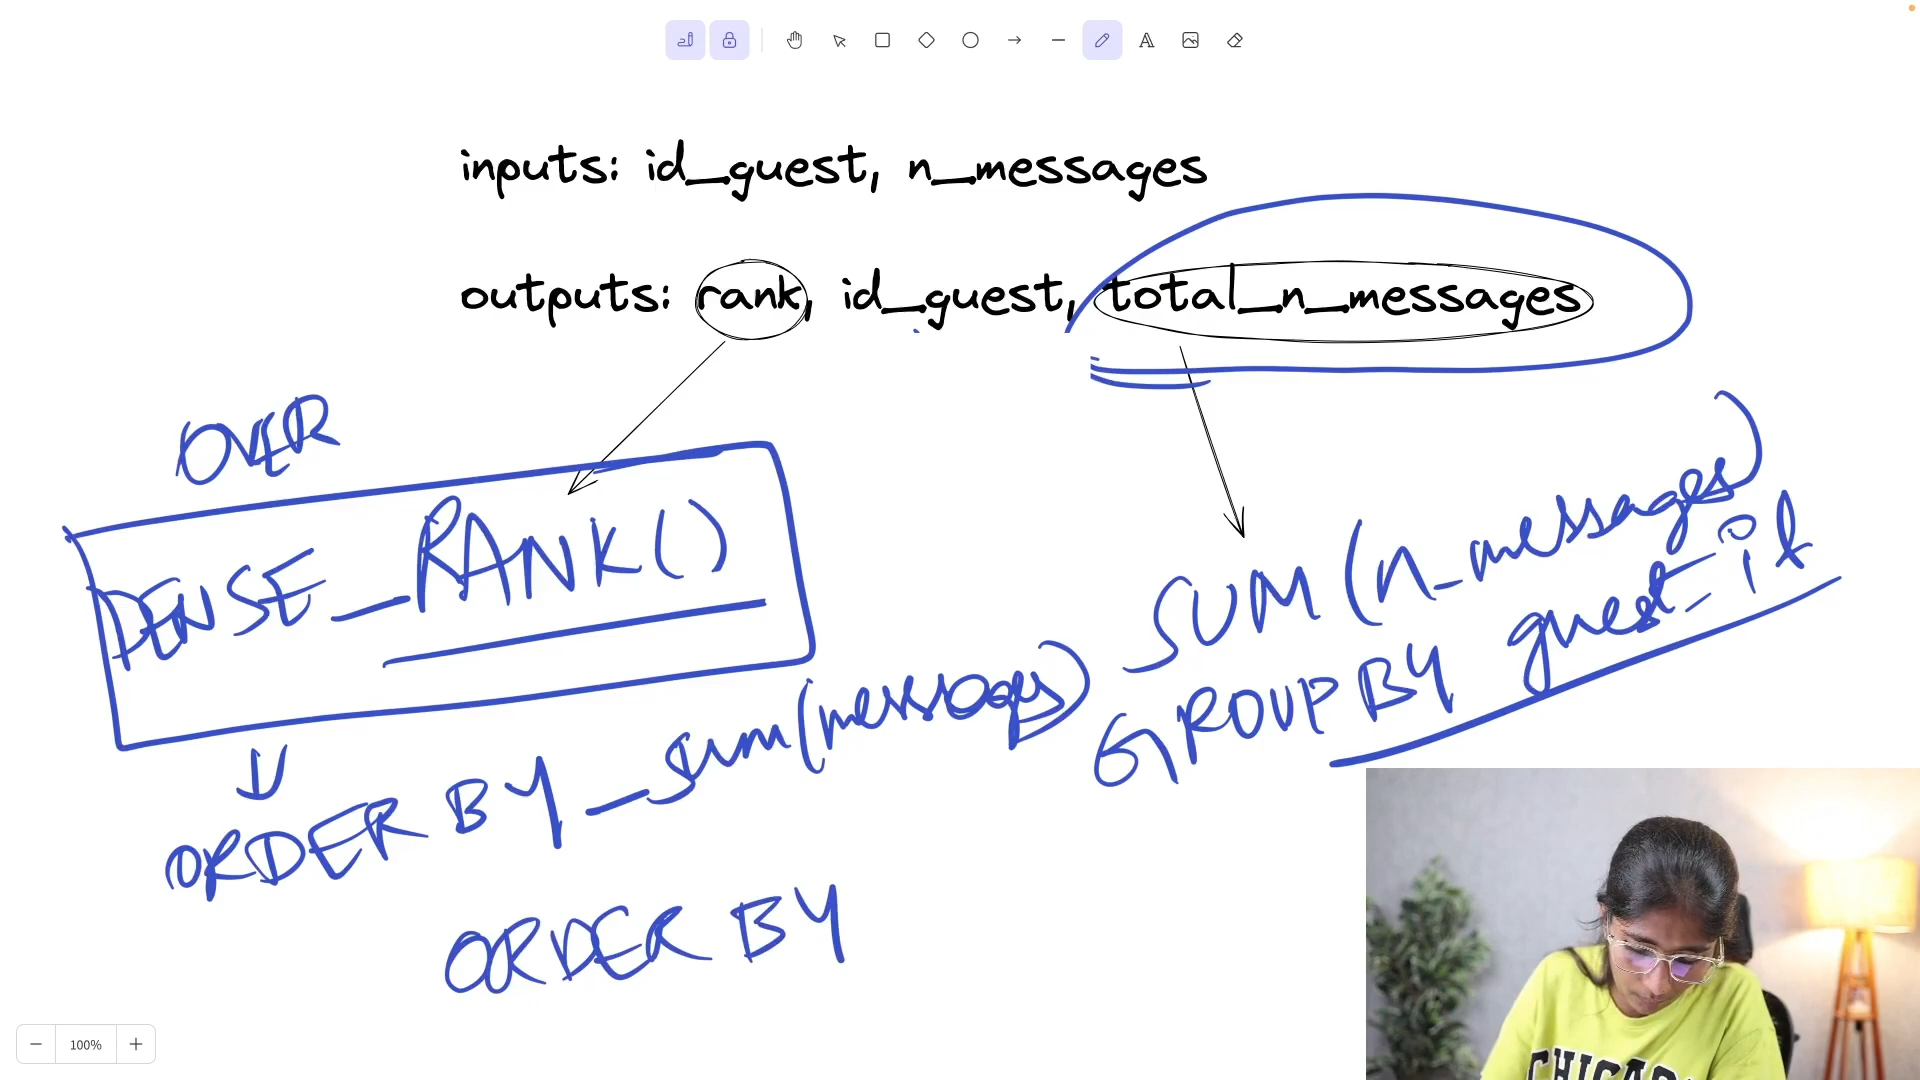 inputs: id_guest, n_messages
outputs: rank, id_guest, total_n_messages
OVER
DENSE_RANK()
SUM (n_messages)
GROUP BY guest_id
ORDER BY _sum(messages)
ORDER BY
100%